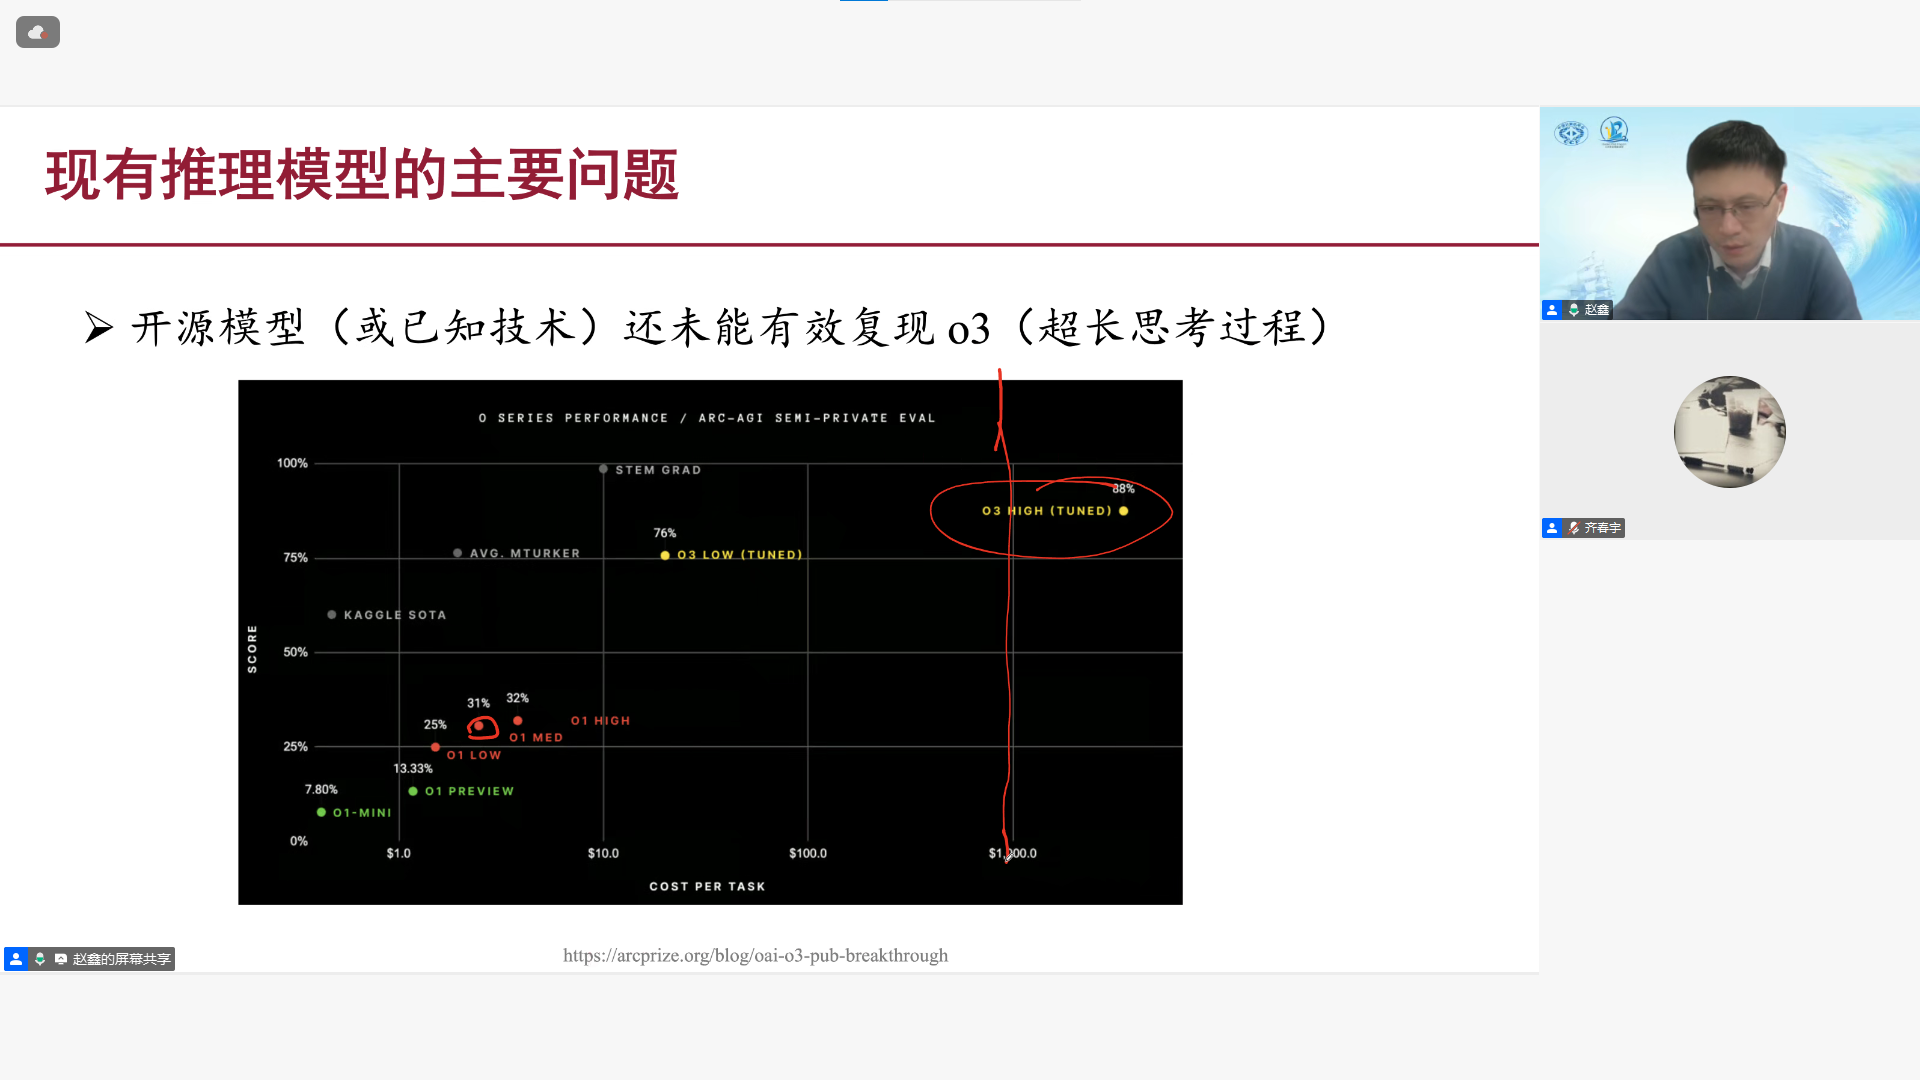 现有推理模型的主要问题
➢ 开源模型（或已知技术）还未能有效复现 o3（超长思考过程）
O SERIES PERFORMANCE / ARC-AGI SEMI-PRIVATE EVAL
100%
STEM GRAD
88%
O3 HIGH (TUNED)
76%
O3 LOW (TUNED)
AVG. MTURKER
75%
KAGGLE SOTA
SCORE
50%
31%
32%
25%
O1 HIGH
O1 MED
25%
O1 LOW
13.33%
7.80%
O1 PREVIEW
O1-MINI
0%
$1.0
$10.0
$100.0
$1,000.0
COST PER TASK
https://arcprize.org/blog/oai-o3-pub-breakthrough
赵鑫的屏幕共享
赵鑫
齐春宇